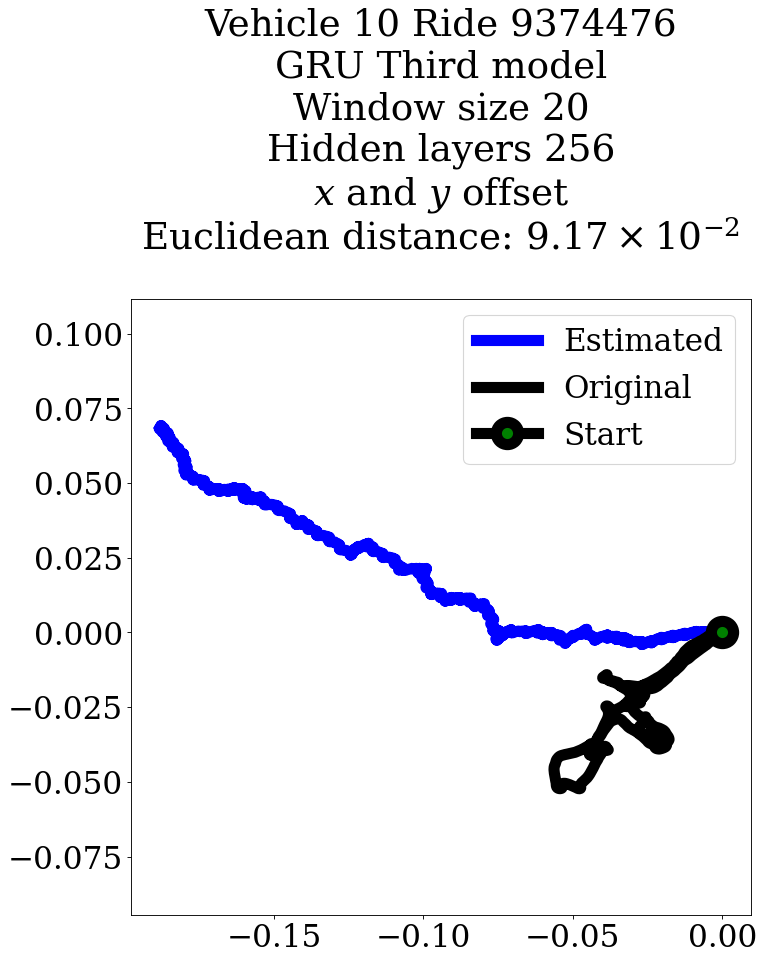 Vehicle 10 Ride 9374476
GRU Third model
Window size 20
Hidden layers 256
x and y offset
Euclidean distance: 9.17 × 10⁻²
Estimated
Original
Start
0.100
0.075
0.050
0.025
0.000
−0.025
−0.050
−0.075
−0.15 −0.10 −0.05 0.00